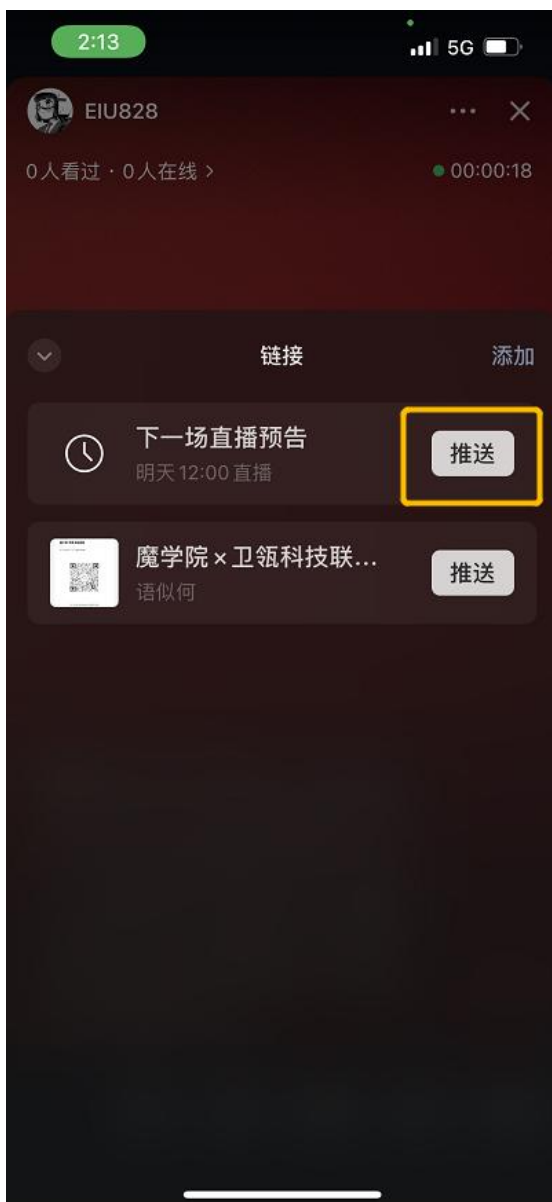 2:13
5G
EIU828
0人看过 · 0人在线 >
00:00:18
链接
添加
下一场直播预告
明天 12:00 直播
推送
魔学院×卫瓴科技联...
语似何
推送